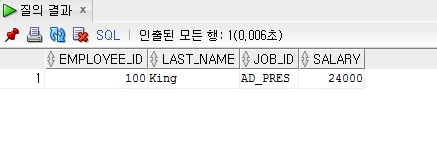 질의 결과 x
SQL | 인출된 모든 행: 1(0,006초)
EMPLOYEE_ID LAST_NAME JOB_ID SALARY
1 100 King AD_PRES 24000